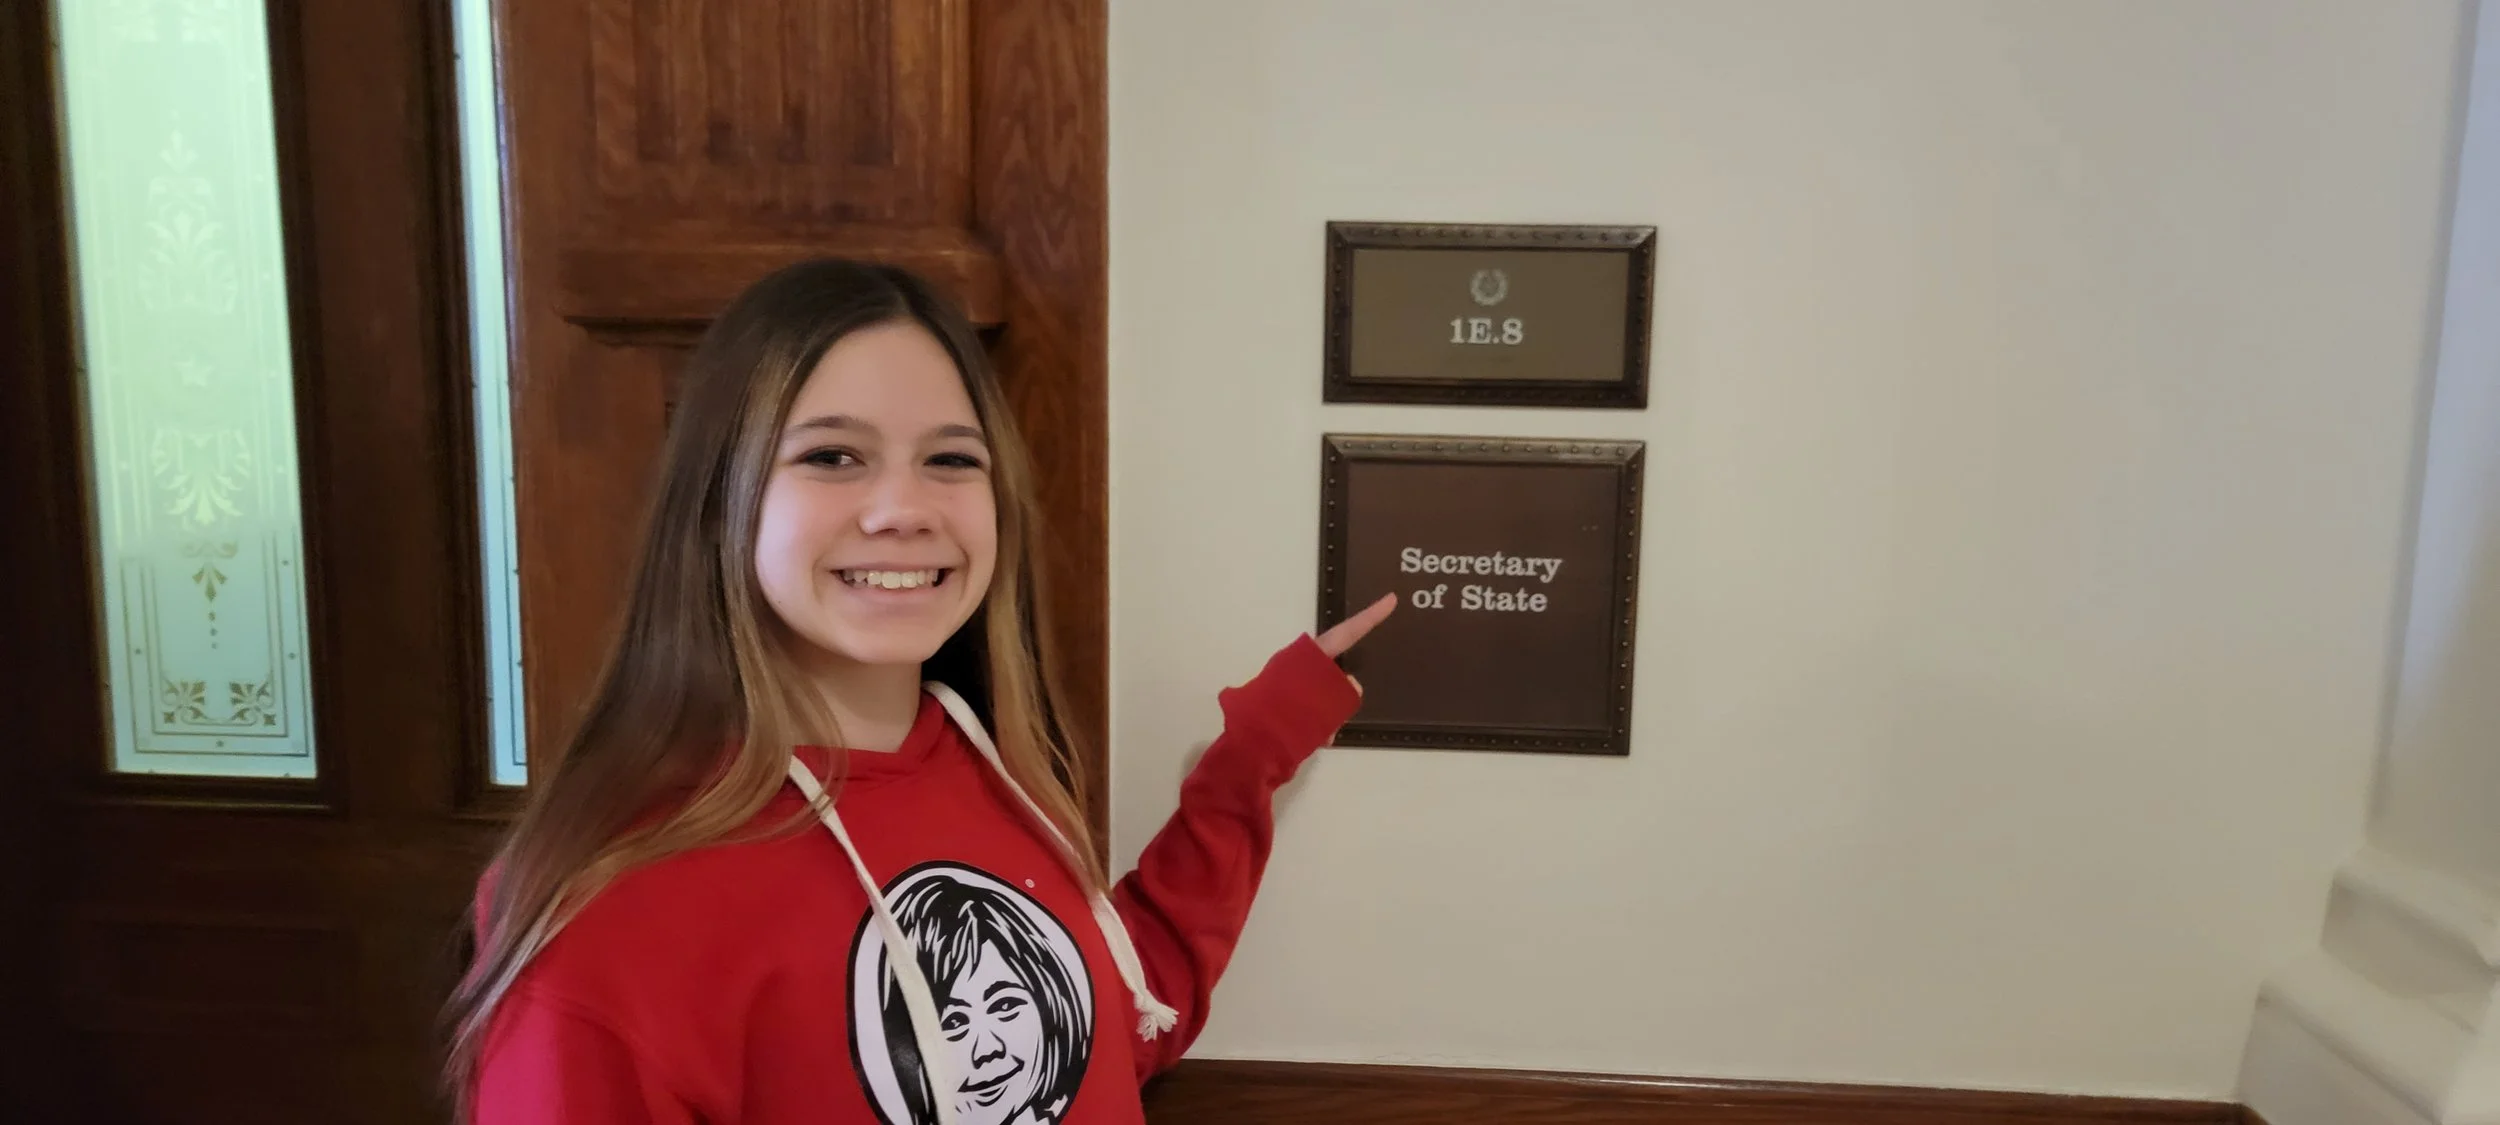 1E.8
Secretary
of State